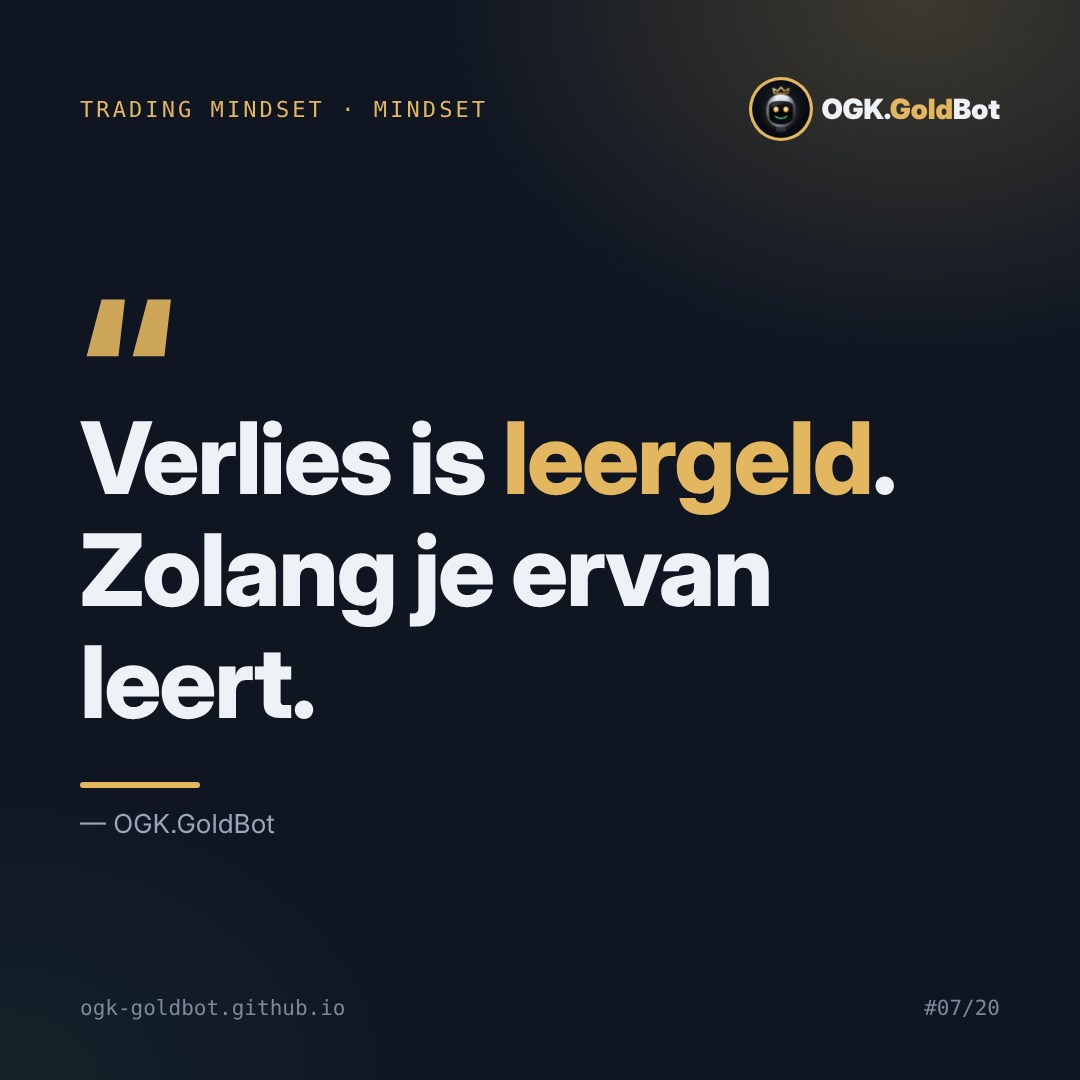 TRADING MINDSET · MINDSET
OGK.GoldBot
"
Verlies is leergeld.
Zolang je ervan
leert.
— OGK.GoldBot
ogk-goldbot.github.io
#07/20